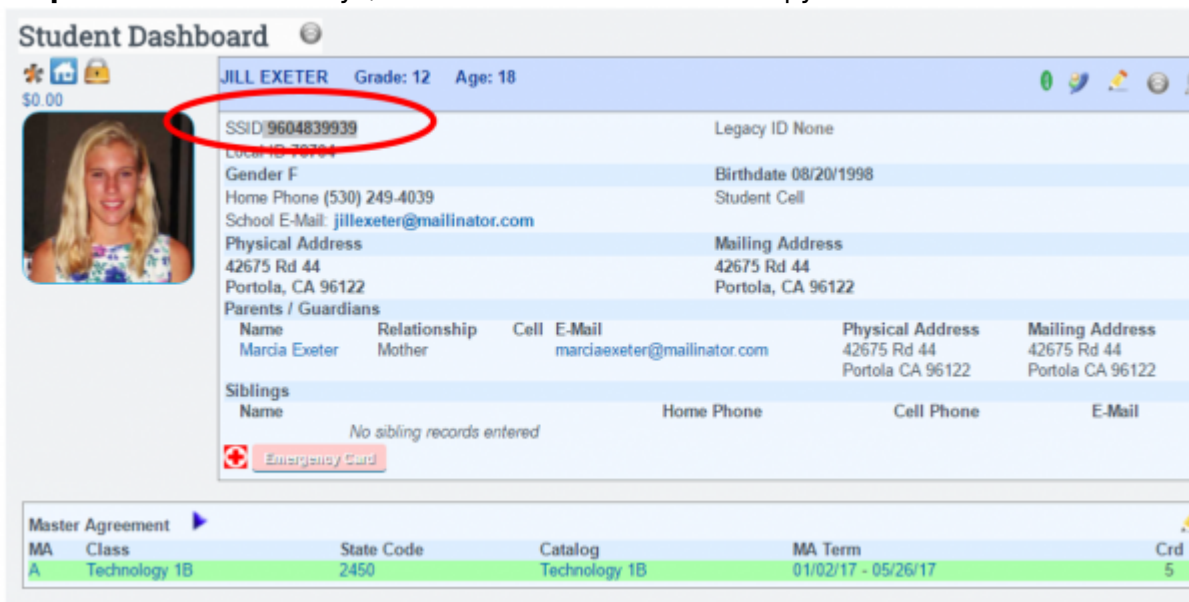 Student Dashboard
$0.00
JILL EXETER Grade: 12 Age: 18
SSID 9604839939 Legacy ID None
Local ID 78704
Gender F Birthdate 08/20/1998
Home Phone (530) 249-4039 Student Cell
School E-Mail: jillexeter@mailinator.com
Physical Address Mailing Address
42675 Rd 44 42675 Rd 44
Portola, CA 96122 Portola, CA 96122
Parents / Guardians
Name Relationship Cell E-Mail Physical Address Mailing Address
Marcia Exeter Mother marciaexeter@mailinator.com 42675 Rd 44 42675 Rd 44
Portola CA 96122 Portola CA 96122
Siblings
Name Home Phone Cell Phone E-Mail
No sibling records entered
Emergency Card
Master Agreement
MA Class State Code Catalog MA Term Crd
A Technology 1B 2450 Technology 1B 01/02/17 - 05/26/17 5